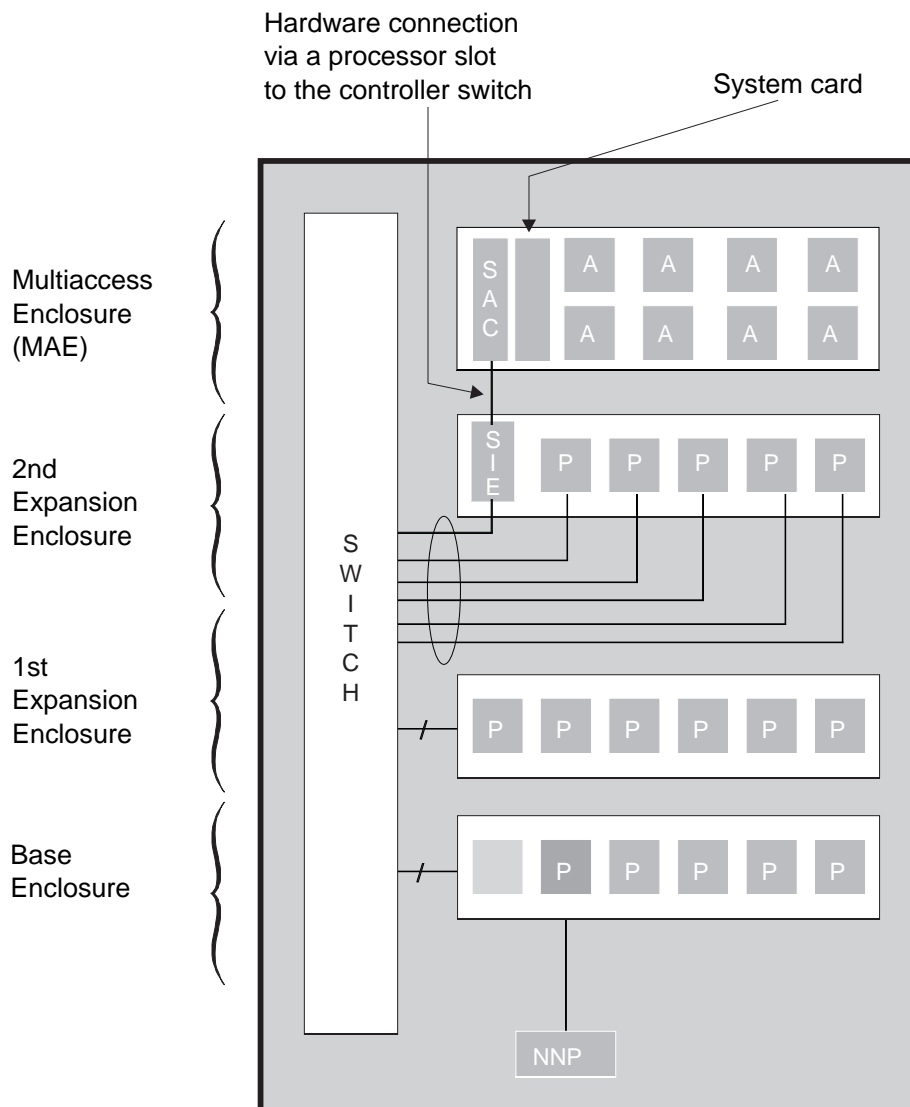 Hardware connection
via a processor slot
to the controller switch
System card
Multiaccess
Enclosure
(MAE)
S
A
C
A A A A
A A A A
2nd
Expansion
Enclosure
S
I
E
P P P P P
S
W
I
T
C
H
1st
Expansion
Enclosure
P P P P P P
Base
Enclosure
P P P P P
NNP